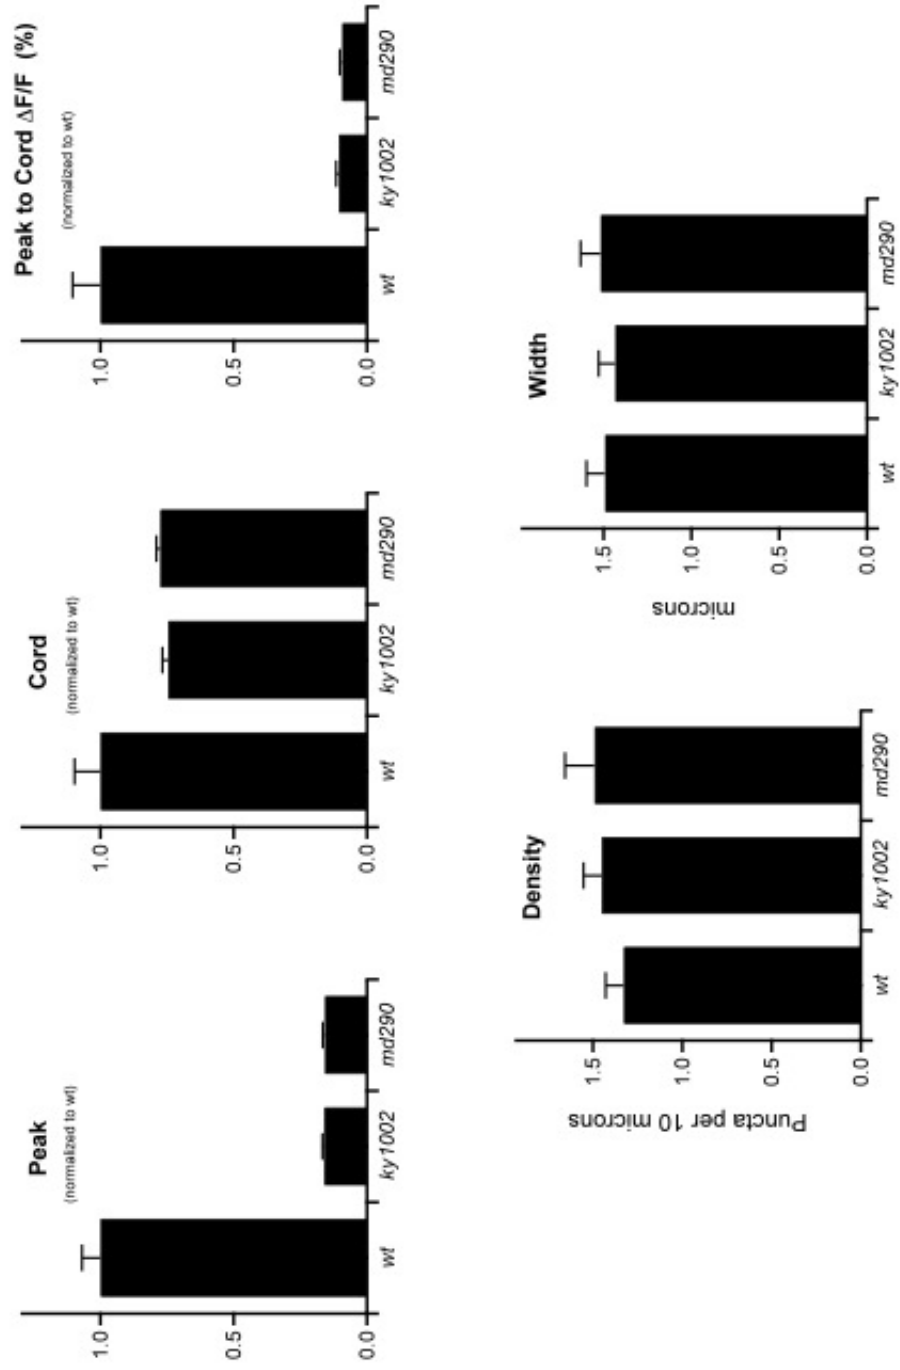 Peak
(normalized to wt)
1.0
0.5
0.0
wt
ky1002
md290
Cord
(normalized to wt)
1.0
0.5
0.0
wt
ky1002
md290
Peak to Cord ΔF/F (%)
(normalized to wt)
1.0
0.5
0.0
wt
ky1002
md290
Density
Puncta per 10 microns
1.5
1.0
0.5
0.0
wt
ky1002
md290
Width
microns
1.5
1.0
0.5
0.0
wt
ky1002
md290